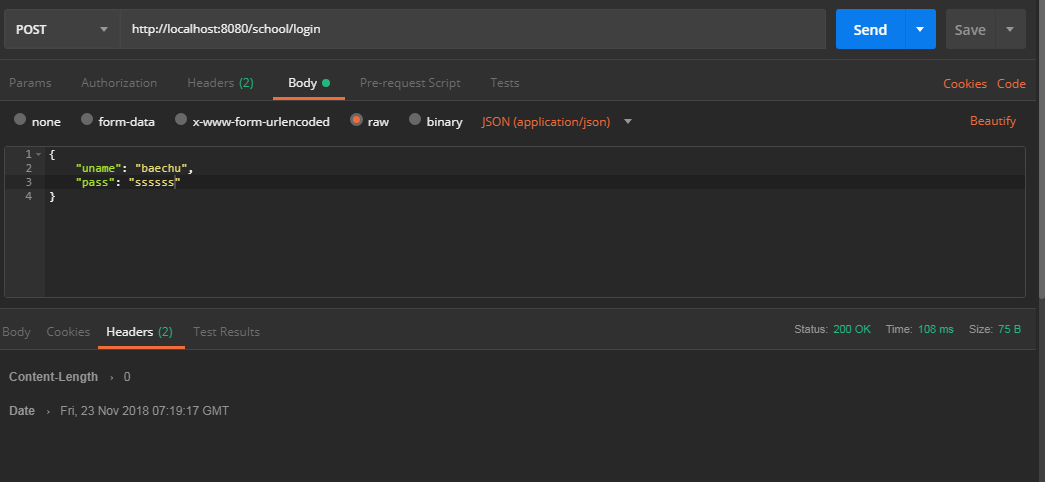 POST http://localhost:8080/school/login Send Save
Params Authorization Headers (2) Body Pre-request Script Tests Cookies Code
none form-data x-www-form-urlencoded raw binary JSON (application/json) Beautify
1 {
2 "uname": "baechu",
3 "pass": "ssssss"
4 }
Body Cookies Headers (2) Test Results Status: 200 OK Time: 108 ms Size: 75 B
Content-Length › 0
Date › Fri, 23 Nov 2018 07:19:17 GMT